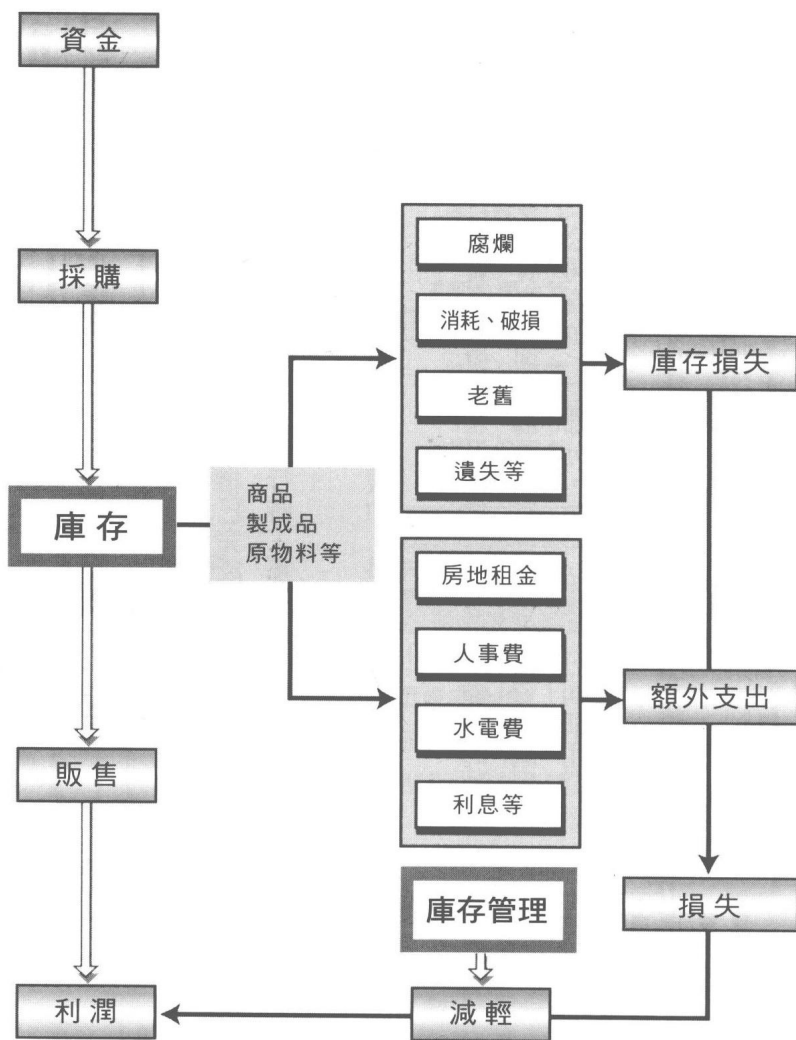 資金
採購
庫存
販售
利潤
商品
製成品
原物料等
腐爛
消耗、破損
老舊
遺失等
庫存損失
房地租金
人事費
水電費
利息等
額外支出
損失
庫存管理
減輕